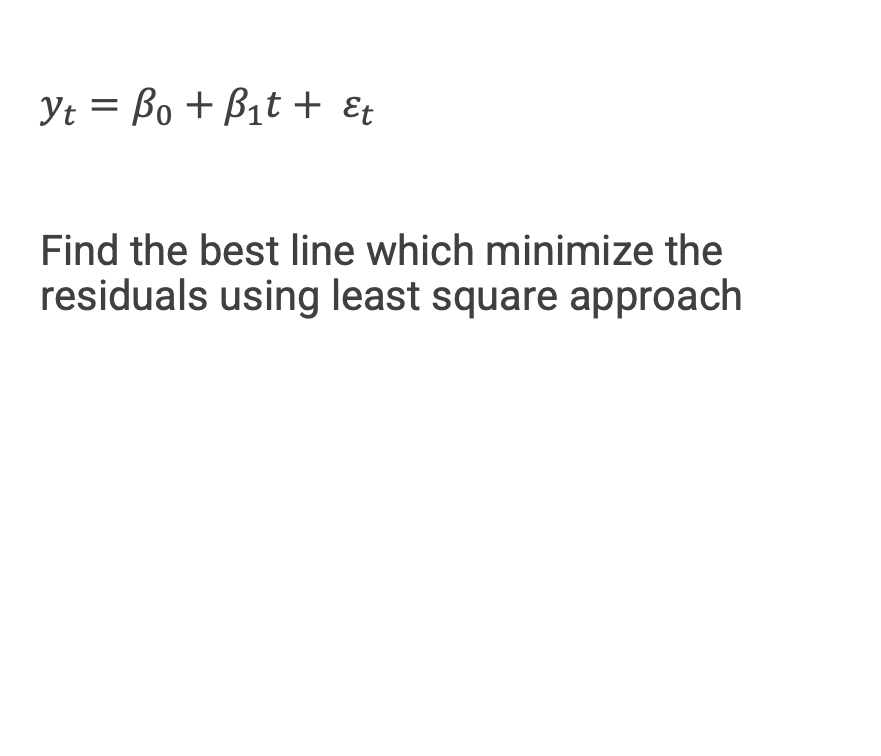 yₜ = β₀ + β₁t + εₜ
Find the best line which minimize the
residuals using least square approach